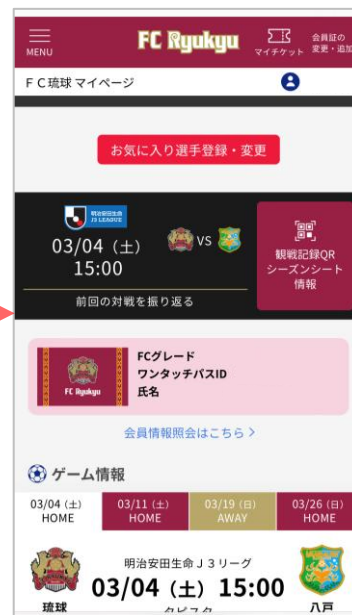 MENU
FC Ryukyu
マイチケット
会員証の
変更・追加
FC琉球 マイページ
お気に入り選手登録・変更
明治安田生命
J3 LEAGUE
03/04（土）
15:00
VS
前回の対戦を振り返る
観戦記録QR
シーズンシート
情報
FC Ryukyu
FCグレード
ワンタッチパスID
氏名
会員情報照会はこちら
ゲーム情報
03/04（土）
HOME
03/11（土）
HOME
03/19（日）
AWAY
03/26（日）
HOME
明治安田生命Ｊ３リーグ
03/04（土）15:00
琉球
タピスタ
八戸